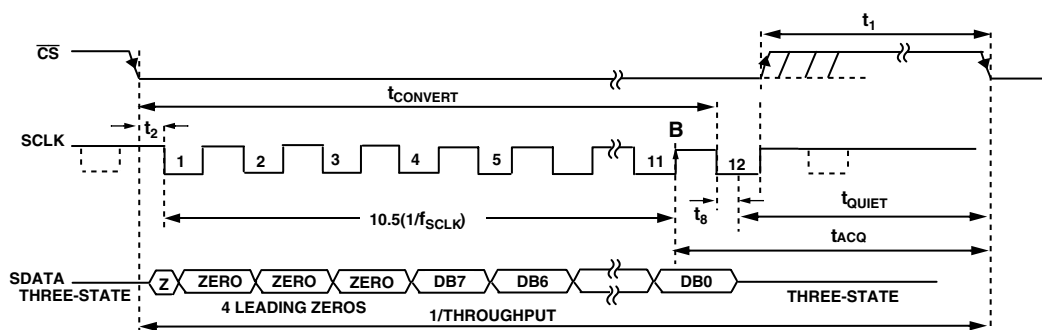 t1
CS
tCONVERT
t2
B
SCLK
1 2 3 4 5 11 12
10.5(1/fSCLK)
t8
tQUIET
tACQ
SDATA
Z ZERO ZERO ZERO DB7 DB6 DB0
THREE-STATE
THREE-STATE
4 LEADING ZEROS
1/THROUGHPUT